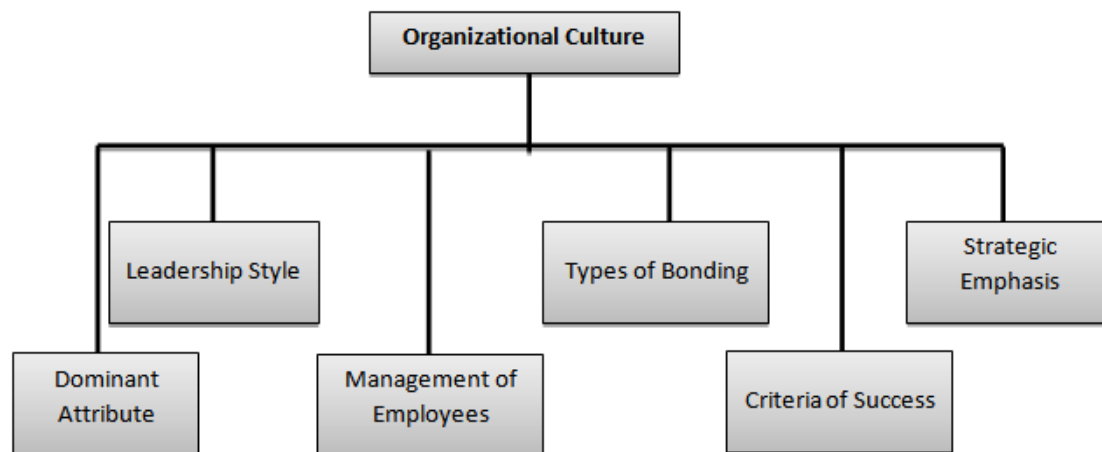 Organizational Culture
Leadership Style
Types of Bonding
Strategic
Emphasis
Dominant
Attribute
Management of
Employees
Criteria of Success